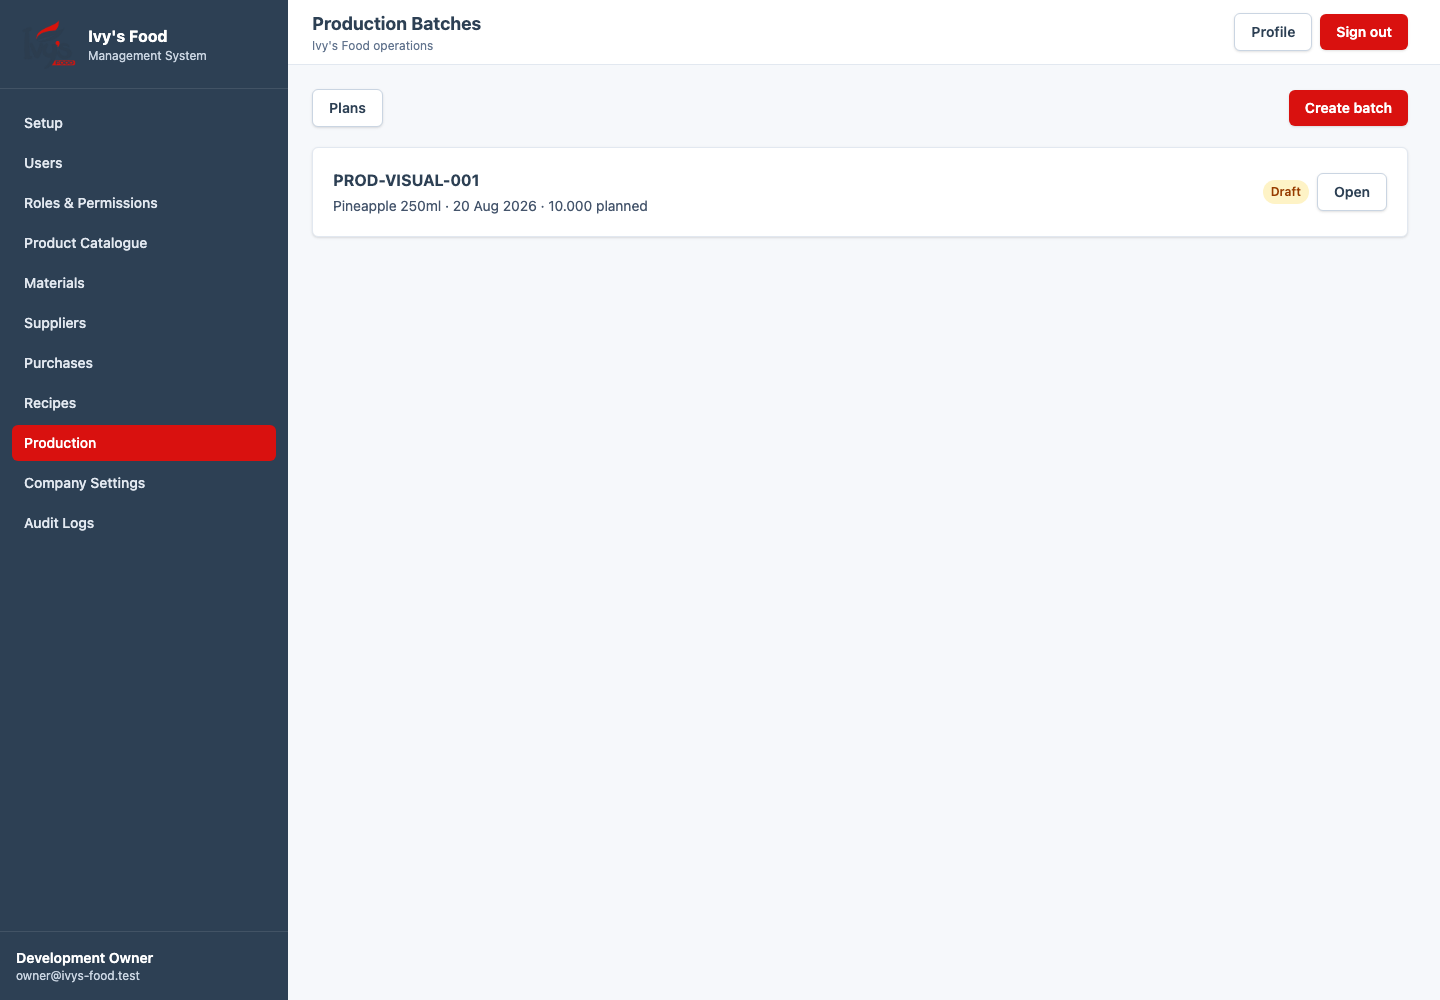 Ivy's Food
Management System
Setup
Users
Roles & Permissions
Product Catalogue
Materials
Suppliers
Purchases
Recipes
Production
Company Settings
Audit Logs
Development Owner
owner@ivys-food.test
Production Batches
Ivy's Food operations
Profile
Sign out
Plans
Create batch
PROD-VISUAL-001
Pineapple 250ml · 20 Aug 2026 · 10.000 planned
Draft
Open